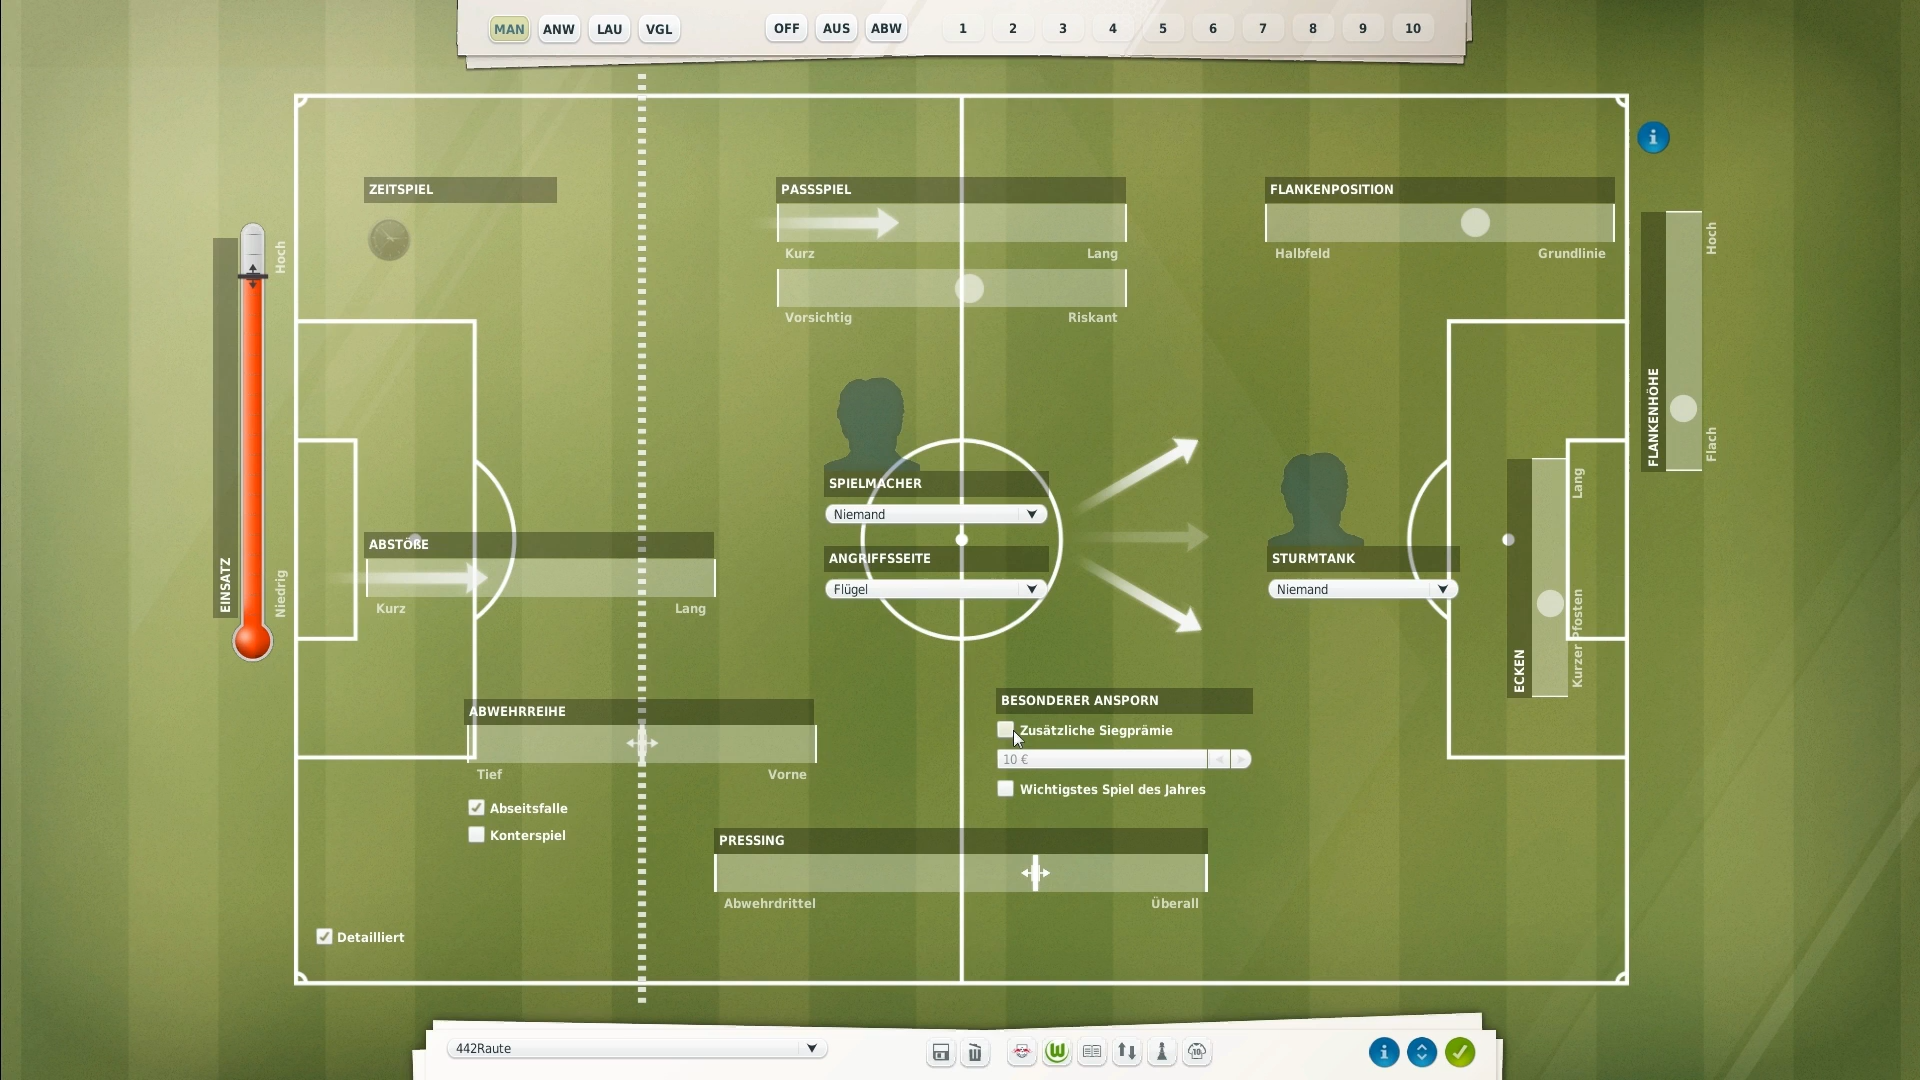 MAN ANW LAU VGL OFF AUS ABW 1 2 3 4 5 6 7 8 9 10
ZEITSPIEL
PASSSPIEL
Kurz Lang
Vorsichtig Riskant
FLANKENPOSITION
Halbfeld Grundlinie
EINSATZ
Hoch
Niedrig
FLANKENHÖHE
Hoch
Flach
SPIELMACHER
Niemand
ANGRIFFSSEITE
Flügel
STURMTANK
Niemand
ECKEN
Lang
Kurzer Pfosten
ABSTÖßE
Kurz Lang
ABWEHRREIHE
Tief Vorne
Abseitsfalle
Konterspiel
BESONDERER ANSPORN
Zusätzliche Siegprämie
10 €
Wichtigstes Spiel des Jahres
PRESSING
Abwehrdrittel Überall
Detailliert
442Raute
10